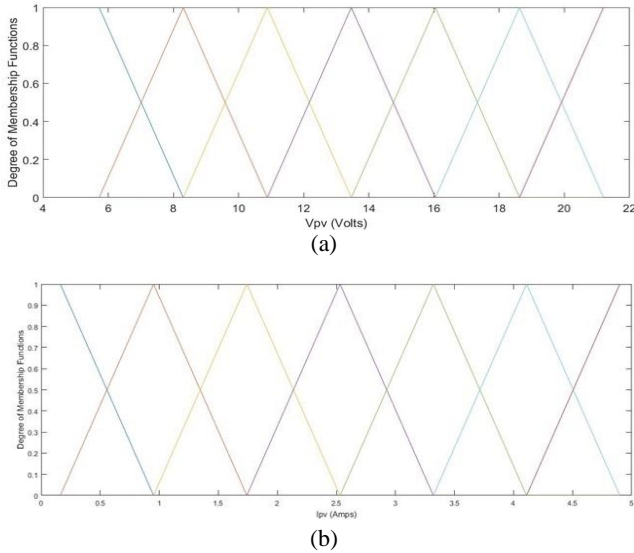 Degree of Membership Functions
1
0.8
0.6
0.4
0.2
0
4 6 8 10 12 14 16 18 20 22
Vpv (Volts)
(a)
Degree of Membership Functions
1
0.9
0.8
0.7
0.6
0.5
0.4
0.3
0.2
0.1
0
0 0.5 1 1.5 2 2.5 3 3.5 4 4.5 5
Ipv (Amps)
(b)